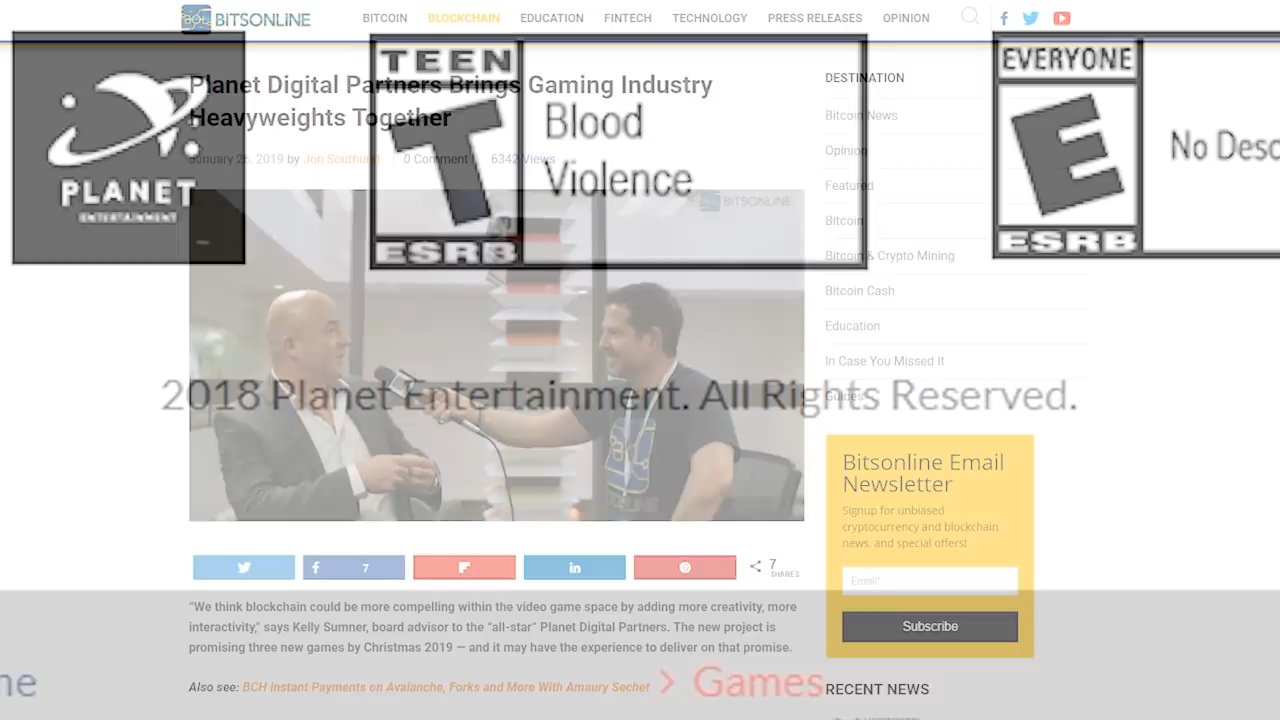 BITSONLINE
BITCOIN BLOCKCHAIN EDUCATION FINTECH TECHNOLOGY PRESS RELEASES OPINION
PLANET
ENTERTAINMENT
TEEN
T
ESRB
Blood
Violence
EVERYONE
E
ESRB
No Desc
Planet Digital Partners Brings Gaming Industry
Heavyweights Together
January 2019 by Jon Southurst 0 Comment 6342 Views
BITSONLINE
2018 Planet Entertainment. All Rights Reserved.
7
7
SHARES
“We think blockchain could be more compelling within the video game space by adding more creativity, more
interactivity,” says Kelly Sumner, board advisor to the “all-star” Planet Digital Partners. The new project is
promising three new games by Christmas 2019 — and it may have the experience to deliver on that promise.
Also see: BCH Instant Payments on Avalanche, Forks and More With Amaury Sechet
me > Games
DESTINATION
Bitcoin News
Opinion
Featured
Bitcoin
Bitcoin & Crypto Mining
Bitcoin Cash
Education
In Case You Missed It
Guides
Bitsonline Email
Newsletter
Signup for unbiased
cryptocurrency and blockchain
news, and special offers!
Email*
Subscribe
RECENT NEWS